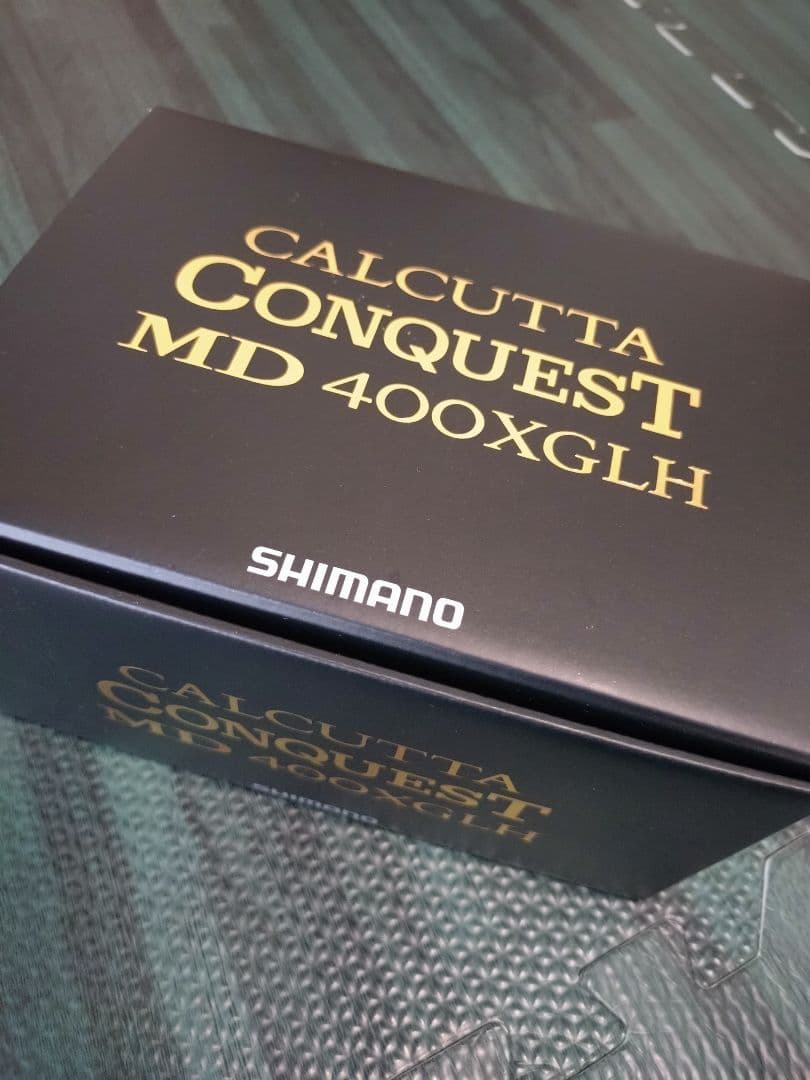 CALCUTTA
CONQUEST
MD 400XGLH
SHIMANO
CALCUTTA
CONQUEST
MD 400XGLH